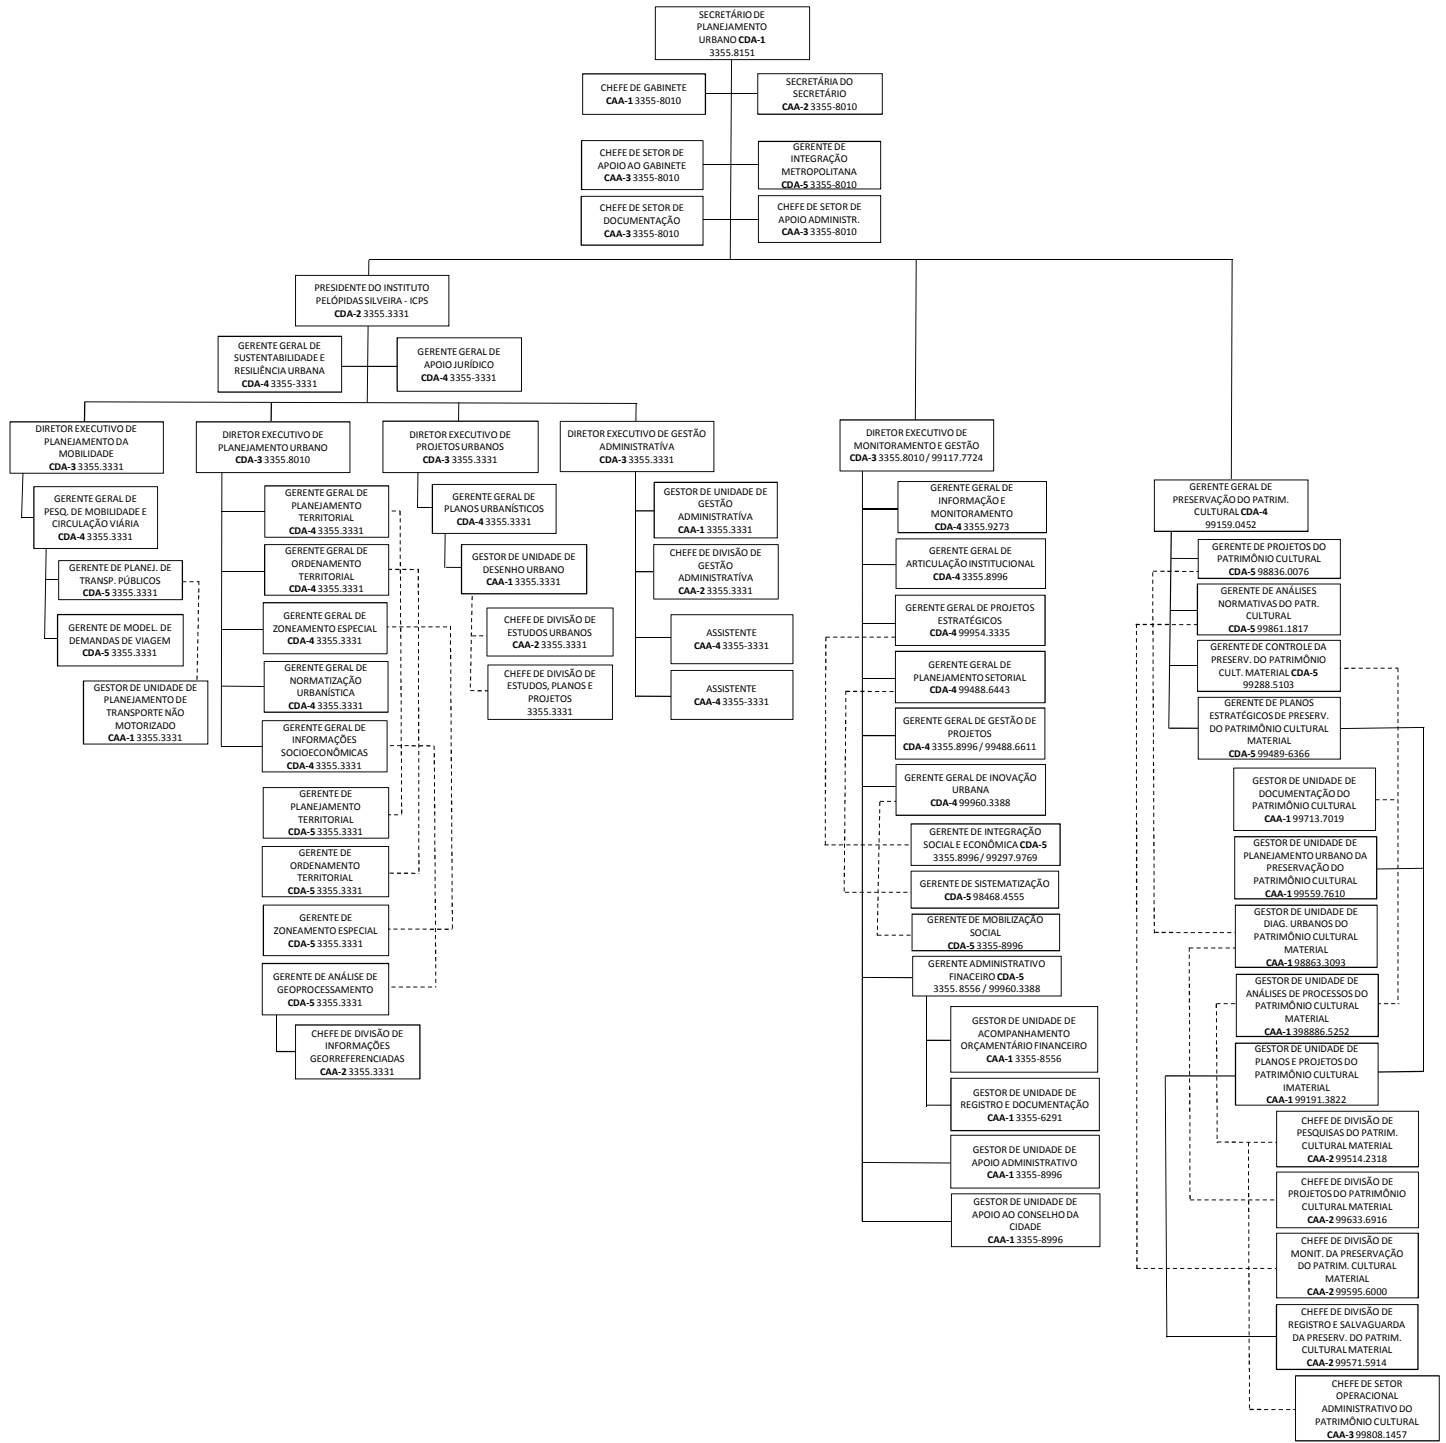 SECRETÁRIO DE
PLANEJAMENTO
URBANO CDA-1
3355.8151
CHEFE DE GABINETE
CAA-1 3355-8010
SECRETÁRIA DO
SECRETÁRIO
CAA-2 3355-8010
CHEFE DE SETOR DE
APOIO AO GABINETE
CAA-3 3355-8010
GERENTE DE
INTEGRAÇÃO
METROPOLITANA
CDA-5 3355-8010
CHEFE DE SETOR DE
DOCUMENTAÇÃO
CAA-3 3355-8010
CHEFE DE SETOR DE
APOIO ADMINISTR.
CAA-3 3355-8010
PRESIDENTE DO INSTITUTO
PELÓPIDAS SILVEIRA - ICPS
CDA-2 3355.3331
GERENTE GERAL DE
SUSTENTABILIDADE E
RESILIÊNCIA URBANA
CDA-4 3355-3331
GERENTE GERAL DE
APOIO JURÍDICO
CDA-4 3355-3331
DIRETOR EXECUTIVO DE
PLANEJAMENTO DA
MOBILIDADE
CDA-3 3355.3331
GERENTE GERAL DE
PESQ. DE MOBILIDADE E
CIRCULAÇÃO VIÁRIA
CDA-4 3355.3331
GERENTE DE PLANEJ. DE
TRANSP. PÚBLICOS
CDA-5 3355.3331
GERENTE DE MODEL. DE
DEMANDAS DE VIAGEM
CDA-5 3355.3331
GESTOR DE UNIDADE DE
PLANEJAMENTO DE
TRANSPORTE NÃO
MOTORIZADO
CAA-1 3355.3331
DIRETOR EXECUTIVO DE
PLANEJAMENTO URBANO
CDA-3 3355.8010
GERENTE GERAL DE
PLANEJAMENTO
TERRITORIAL
CDA-4 3355.3331
GERENTE GERAL DE
ORDENAMENTO
TERRITORIAL
CDA-4 3355.3331
GERENTE GERAL DE
ZONEAMENTO ESPECIAL
CDA-4 3355.3331
GERENTE GERAL DE
NORMATIZAÇÃO
URBANÍSTICA
CDA-4 3355.3331
GERENTE GERAL DE
INFORMAÇÕES
SOCIOECONÔMICAS
CDA-4 3355.3331
GERENTE DE
PLANEJAMENTO
TERRITORIAL
CDA-5 3355.3331
GERENTE DE
ORDENAMENTO
TERRITORIAL
CDA-5 3355.3331
GERENTE DE
ZONEAMENTO ESPECIAL
CDA-5 3355.3331
GERENTE DE ANÁLISE DE
GEOPROCESSAMENTO
CDA-5 3355.3331
CHEFE DE DIVISÃO DE
INFORMAÇÕES
GEORREFERENCIADAS
CAA-2 3355.3331
DIRETOR EXECUTIVO DE
PROJETOS URBANOS
CDA-3 3355.3331
GERENTE GERAL DE
PLANOS URBANÍSTICOS
CDA-4 3355.3331
GESTOR DE UNIDADE DE
DESENHO URBANO
CAA-1 3355.3331
CHEFE DE DIVISÃO DE
ESTUDOS URBANOS
CAA-2 3355.3331
CHEFE DE DIVISÃO DE
ESTUDOS, PLANOS E
PROJETOS
3355.3331
DIRETOR EXECUTIVO DE GESTÃO
ADMINISTRATÍVA
CDA-3 3355.3331
GESTOR DE UNIDADE DE
GESTÃO
ADMINISTRATÍVA
CAA-1 3355.3331
CHEFE DE DIVISÃO DE
GESTÃO
ADMINISTRATÍVA
CAA-2 3355.3331
ASSISTENTE
CAA-4 3355-3331
ASSISTENTE
CAA-4 3355-3331
DIRETOR EXECUTIVO DE
MONITORAMENTO E GESTÃO
CDA-3 3355.8010 / 99117.7724
GERENTE GERAL DE
INFORMAÇÃO E
MONITORAMENTO
CDA-4 3355.9273
GERENTE GERAL DE
ARTICULAÇÃO INSTITUCIONAL
CDA-4 3355.8996
GERENTE GERAL DE PROJETOS
ESTRATÉGICOS
CDA-4 99954.3335
GERENTE GERAL DE
PLANEJAMENTO SETORIAL
CDA-4 99488.6443
GERENTE GERAL DE GESTÃO DE
PROJETOS
CDA-4 3355.8996 / 99488.6611
GERENTE GERAL DE INOVAÇÃO
URBANA
CDA-4 99960.3388
GERENTE DE INTEGRAÇÃO
SOCIAL E ECONÔMICA CDA-5
3355.8996 / 99297.9769
GERENTE DE SISTEMATIZAÇÃO
CDA-5 98468.4555
GERENTE DE MOBILIZAÇÃO
SOCIAL
CDA-5 3355-8996
GERENTE ADMINISTRATIVO
FINACEIRO CDA-5
3355. 8556 / 99960.3388
GESTOR DE UNIDADE DE
ACOMPANHAMENTO
ORÇAMENTÁRIO FINANCEIRO
CAA-1 3355-8556
GESTOR DE UNIDADE DE
REGISTRO E DOCUMENTAÇÃO
CAA-1 3355-6291
GESTOR DE UNIDADE DE
APOIO ADMINISTRATIVO
CAA-1 3355-8996
GESTOR DE UNIDADE DE
APOIO AO CONSELHO DA
CIDADE
CAA-1 3355-8996
GERENTE GERAL DE
PRESERVAÇÃO DO PATRIM.
CULTURAL CDA-4
99159.0452
GERENTE DE PROJETOS DO
PATRIMÔNIO CULTURAL
CDA-5 98836.0076
GERENTE DE ANÁLISES
NORMATIVAS DO PATR.
CULTURAL
CDA-5 99861.1817
GERENTE DE CONTROLE DA
PRESERV. DO PATRIMÔNIO
CULT. MATERIAL CDA-5
99288.5103
GERENTE DE PLANOS
ESTRATÉGICOS DE PRESERV.
DO PATRIMÔNIO CULTURAL
MATERIAL
CDA-5 99489-6366
GESTOR DE UNIDADE DE
DOCUMENTAÇÃO DO
PATRIMÔNIO CULTURAL
CAA-1 99713.7019
GESTOR DE UNIDADE DE
PLANEJAMENTO URBANO DA
PRESERVAÇÃO DO
PATRIMÔNIO CULTURAL
CAA-1 99559.7610
GESTOR DE UNIDADE DE
DIAG. URBANOS DO
PATRIMÔNIO CULTURAL
MATERIAL
CAA-1 98863.3093
GESTOR DE UNIDADE DE
ANÁLISES DE PROCESSOS DO
PATRIMÔNIO CULTURAL
MATERIAL
CAA-1 398886.5252
GESTOR DE UNIDADE DE
PLANOS E PROJETOS DO
PATRIMÔNIO CULTURAL
IMATERIAL
CAA-1 99191.3822
CHEFE DE DIVISÃO DE
PESQUISAS DO PATRIM.
CULTURAL MATERIAL
CAA-2 99514.2318
CHEFE DE DIVISÃO DE
PROJETOS DO PATRIMÔNIO
CULTURAL MATERIAL
CAA-2 99633.6916
CHEFE DE DIVISÃO DE
MONIT. DA PRESERVAÇÃO
DO PATRIM. CULTURAL
MATERIAL
CAA-2 99595.6000
CHEFE DE DIVISÃO DE
REGISTRO E SALVAGUARDA
DA PRESERV. DO PATRIM.
CULTURAL MATERIAL
CAA-2 99571.5914
CHEFE DE SETOR
OPERACIONAL
ADMINISTRATIVO DO
PATRIMÔNIO CULTURAL
CAA-3 99808.1457